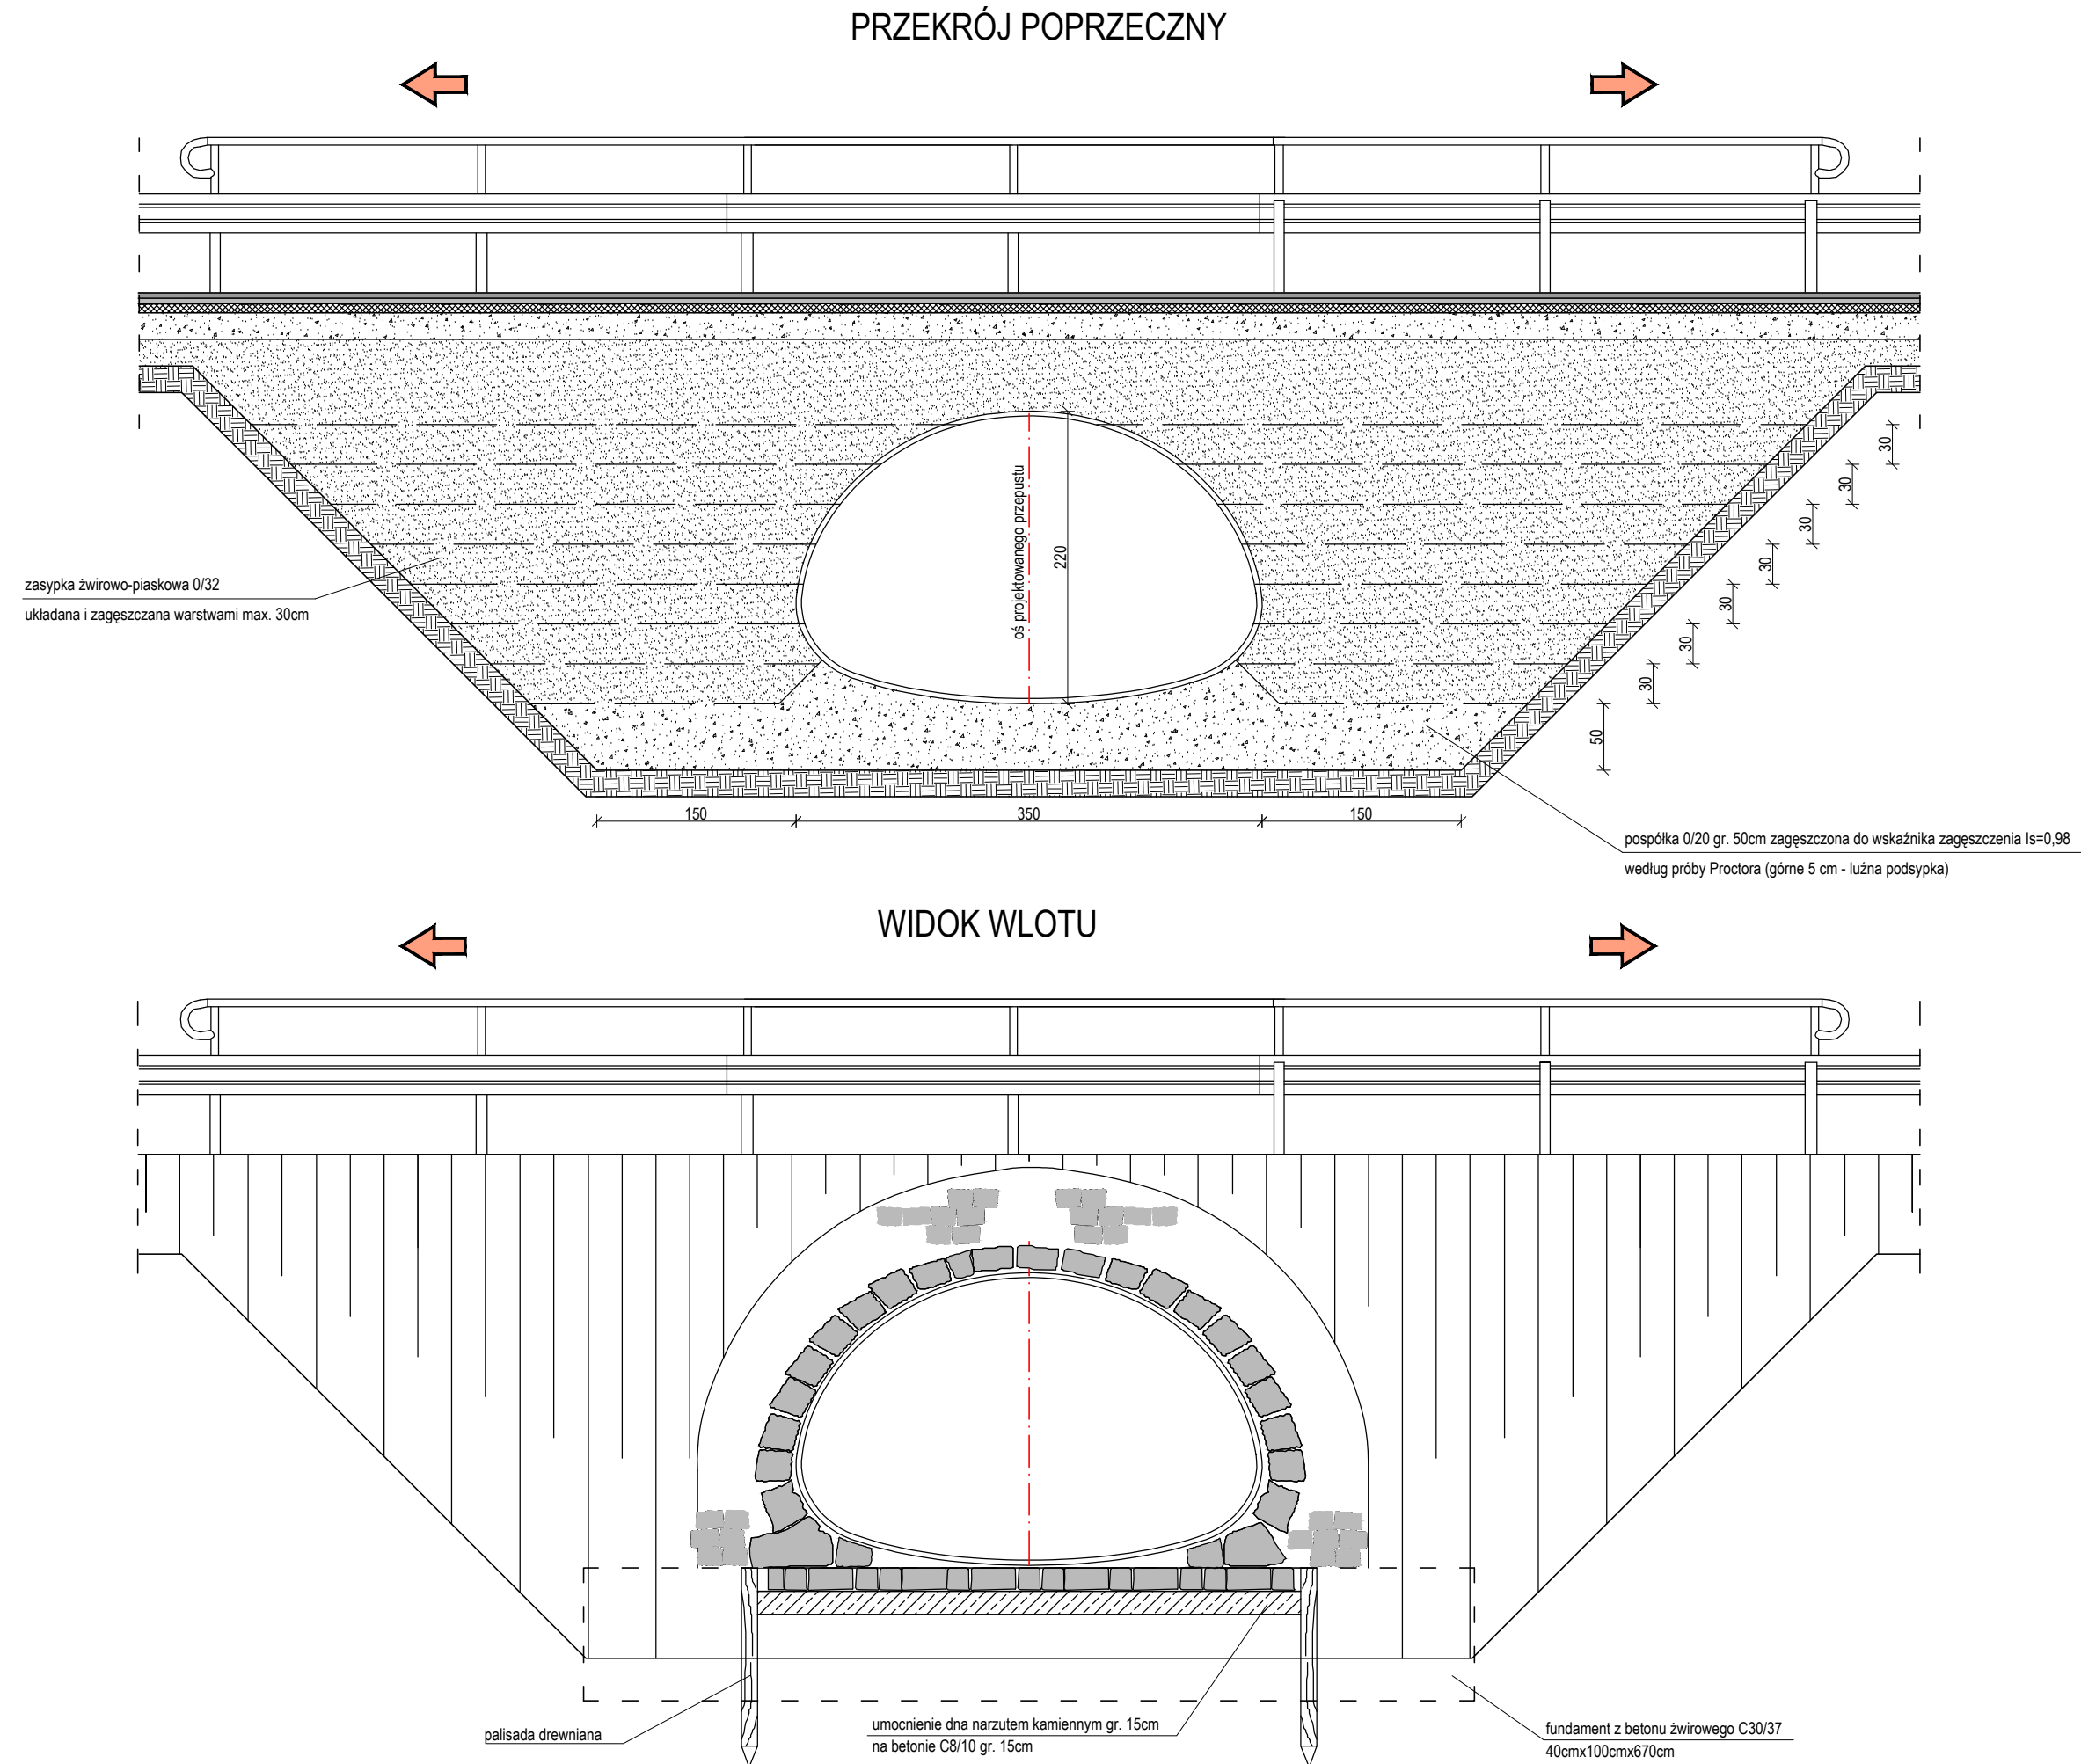 PRZEKRÓJ POPRZECZNY
oś projektowanego przepustu
220
30
30
30
30
30
30
30
50
zasypka żwirowo-piaskowa 0/32
układana i zagęszczana warstwami max. 30cm
150
350
150
pospółka 0/20 gr. 50cm zagęszczona do wskaźnika zagęszczenia Is=0,98
według próby Proctora (górne 5 cm - luźna podsypka)
WIDOK WLOTU
palisada drewniana
umocnienie dna narzutem kamiennym gr. 15cm
na betonie C8/10 gr. 15cm
fundament z betonu żwirowego C30/37
40cmx100cmx670cm